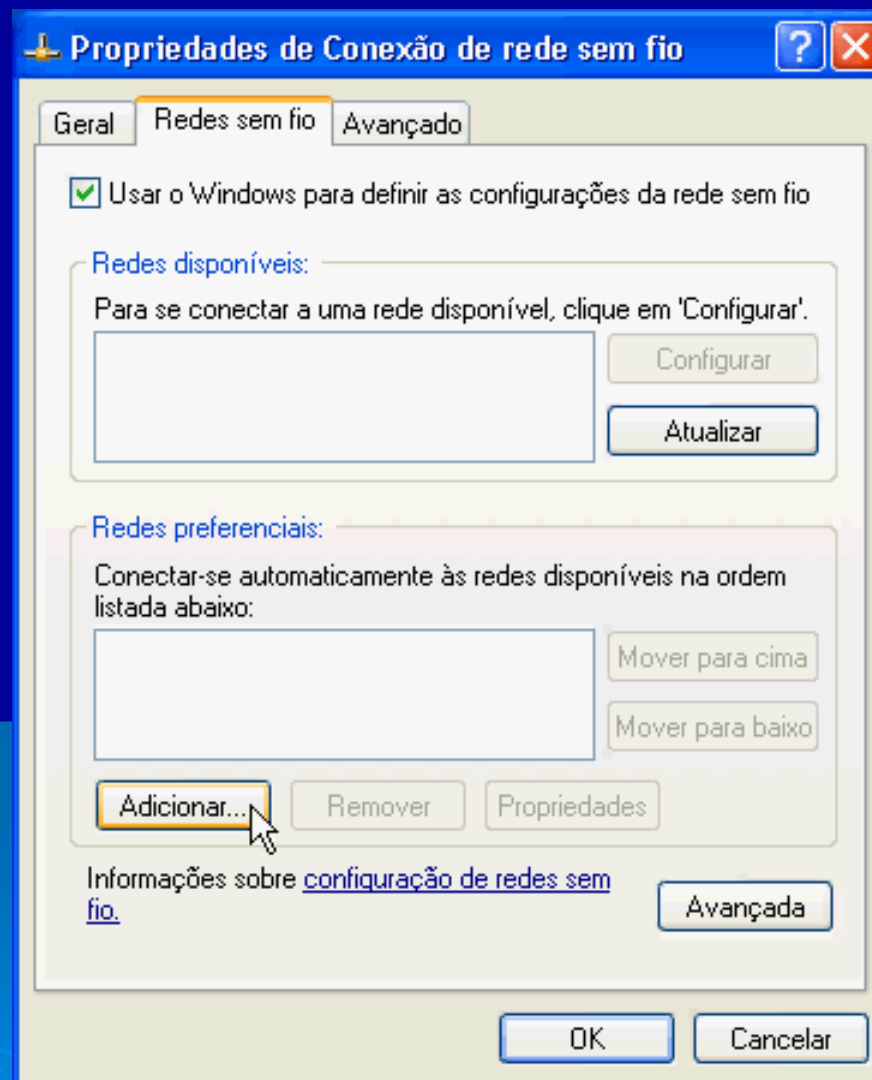 Propriedades de Conexão de rede sem fio
Geral
Redes sem fio
Avançado
Usar o Windows para definir as configurações da rede sem fio
Redes disponíveis:
Para se conectar a uma rede disponível, clique em 'Configurar'.
Configurar
Atualizar
Redes preferenciais:
Conectar-se automaticamente às redes disponíveis na ordem
listada abaixo:
Mover para cima
Mover para baixo
Adicionar...
Remover
Propriedades
Informações sobre configuração de redes sem
fio.
Avançada
OK
Cancelar